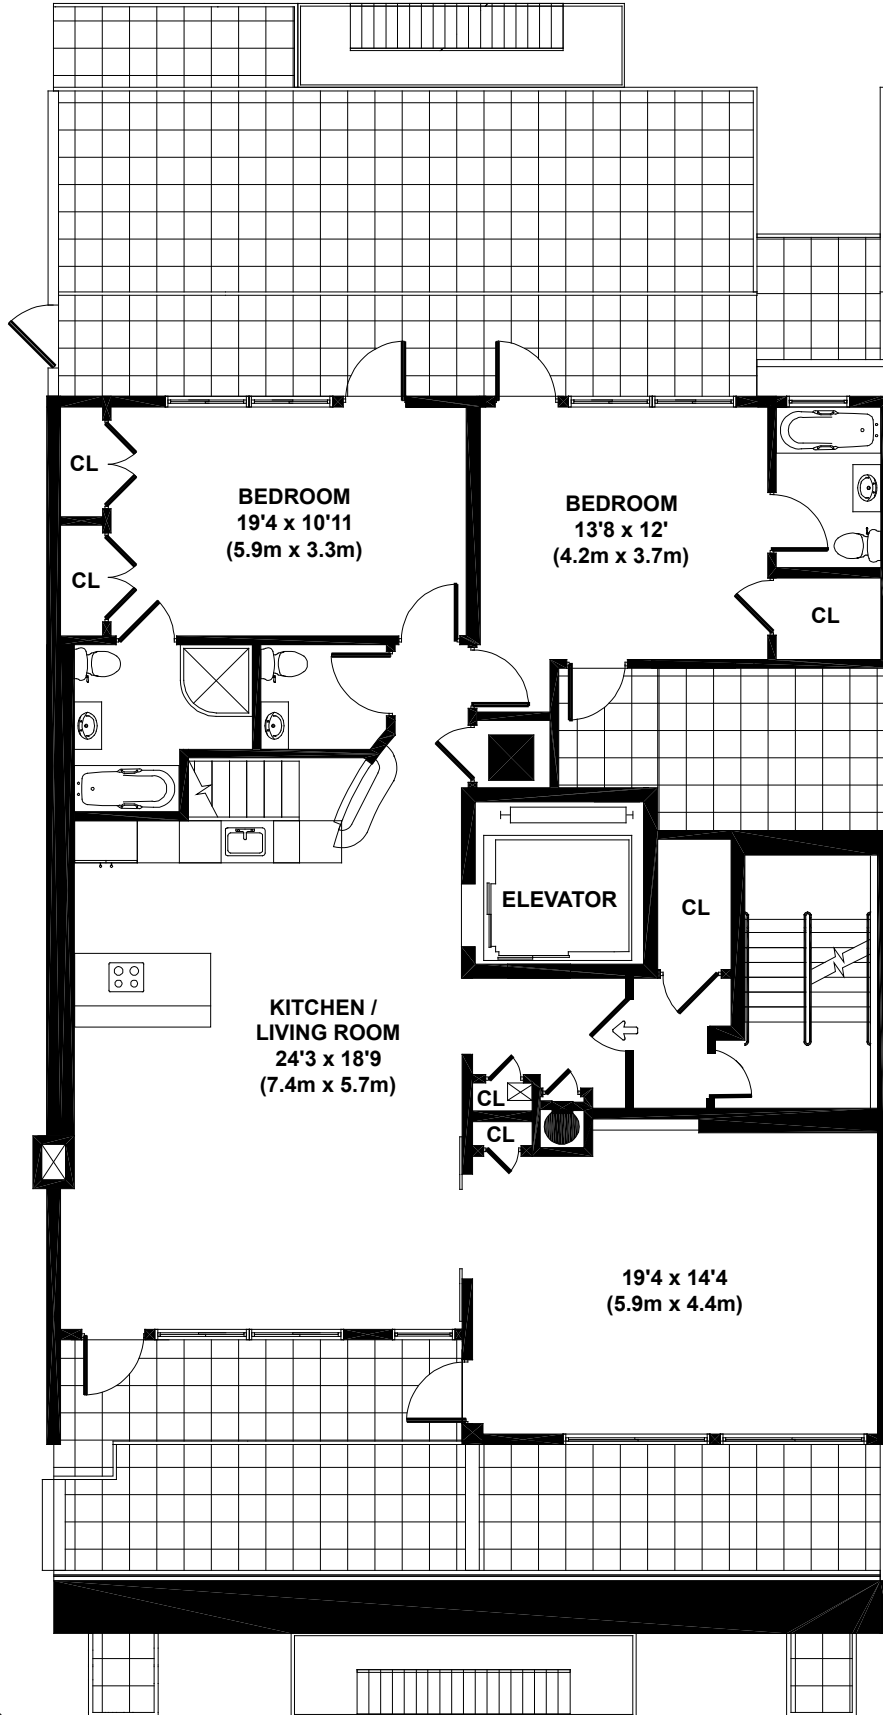 CL
BEDROOM
19'4 x 10'11
(5.9m x 3.3m)
BEDROOM
13'8 x 12'
(4.2m x 3.7m)
CL
CL
ELEVATOR
CL
KITCHEN /
LIVING ROOM
24'3 x 18'9
(7.4m x 5.7m)
CL
CL
19'4 x 14'4
(5.9m x 4.4m)